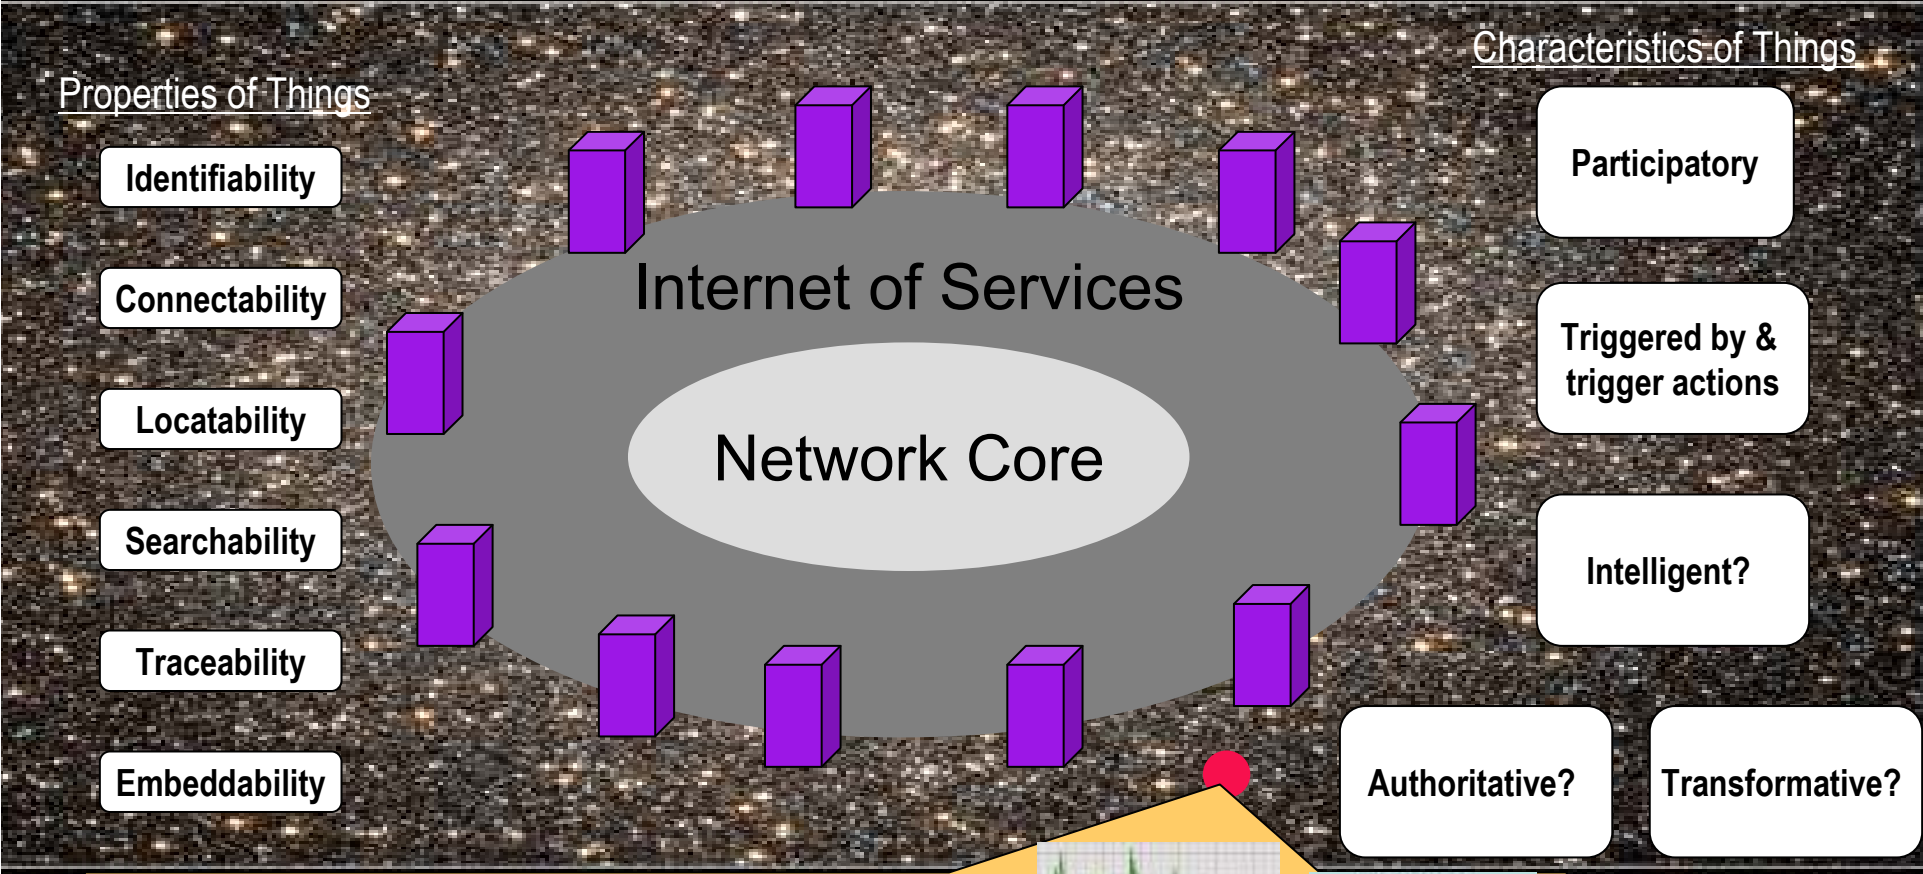 Properties of Things
Identifiability
Connectability
Locatability
Searchability
Traceability
Embeddability
Internet of Services
Network Core
Characteristics of Things
Participatory
Triggered by &
trigger actions
Intelligent?
Authoritative?
Transformative?